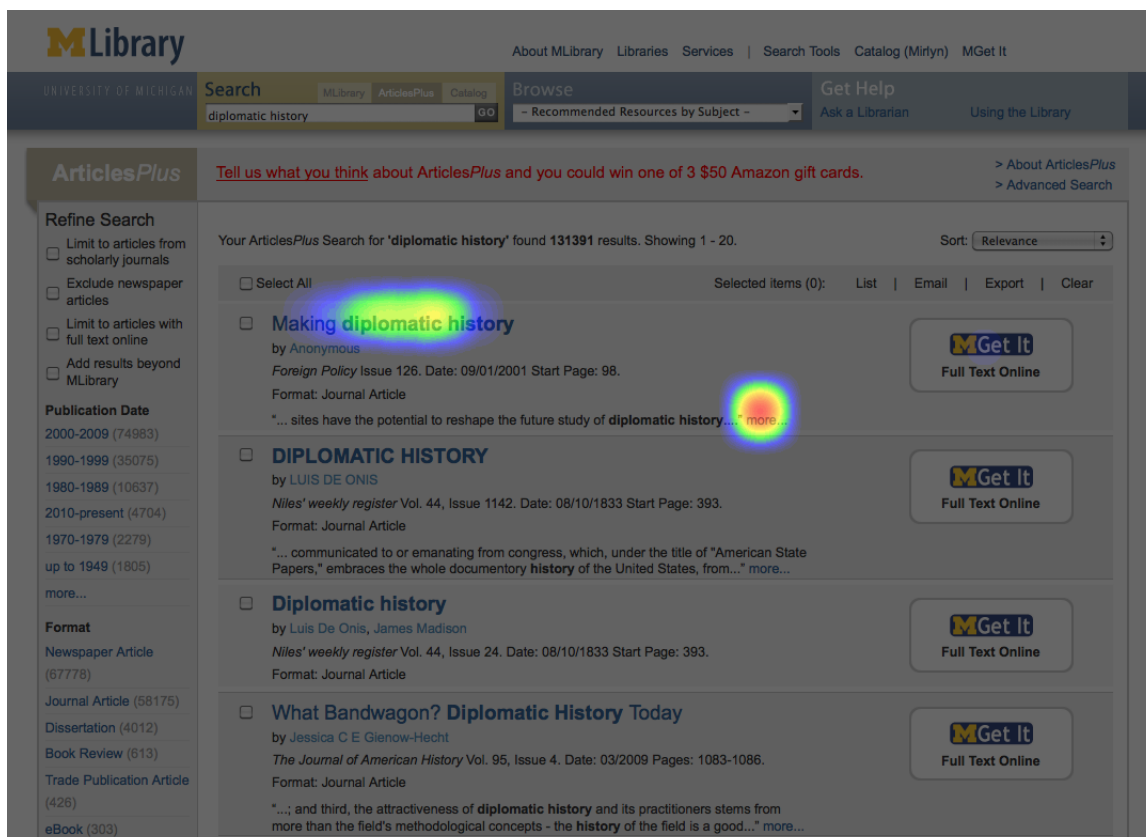 MLibrary
About MLibrary Libraries Services | Search Tools Catalog (Mirlyn) MGet It
UNIVERSITY OF MICHIGAN
Search MLibrary ArticlesPlus Catalog
diplomatic history GO
Browse
- Recommended Resources by Subject -
Get Help
Ask a Librarian Using the Library
ArticlesPlus
Tell us what you think about ArticlesPlus and you could win one of 3 $50 Amazon gift cards.
> About ArticlesPlus
> Advanced Search
Refine Search
Limit to articles from
scholarly journals
Exclude newspaper
articles
Limit to articles with
full text online
Add results beyond
MLibrary
Publication Date
2000-2009 (74983)
1990-1999 (35075)
1980-1989 (10637)
2010-present (4704)
1970-1979 (2279)
up to 1949 (1805)
more...
Format
Newspaper Article
(67778)
Journal Article (58175)
Dissertation (4012)
Book Review (613)
Trade Publication Article
(426)
eBook (303)
Your ArticlesPlus Search for 'diplomatic history' found 131391 results. Showing 1 - 20.
Sort: Relevance
Select All
Selected items (0): List | Email | Export | Clear
Making diplomatic history
by Anonymous
Foreign Policy Issue 126. Date: 09/01/2001 Start Page: 98.
Format: Journal Article
"... sites have the potential to reshape the future study of diplomatic history...." more...
MGet It
Full Text Online
DIPLOMATIC HISTORY
by LUIS DE ONIS
Niles' weekly register Vol. 44, Issue 1142. Date: 08/10/1833 Start Page: 393.
Format: Journal Article
"... communicated to or emanating from congress, which, under the title of "American State
Papers," embraces the whole documentory history of the United States, from..." more...
MGet It
Full Text Online
Diplomatic history
by Luis De Onis, James Madison
Niles' weekly register Vol. 44, Issue 24. Date: 08/10/1833 Start Page: 393.
Format: Journal Article
MGet It
Full Text Online
What Bandwagon? Diplomatic History Today
by Jessica C E Gienow-Hecht
The Journal of American History Vol. 95, Issue 4. Date: 03/2009 Pages: 1083-1086.
Format: Journal Article
"...; and third, the attractiveness of diplomatic history and its practitioners stems from
more than the field's methodological concepts - the history of the field is a good..." more...
MGet It
Full Text Online